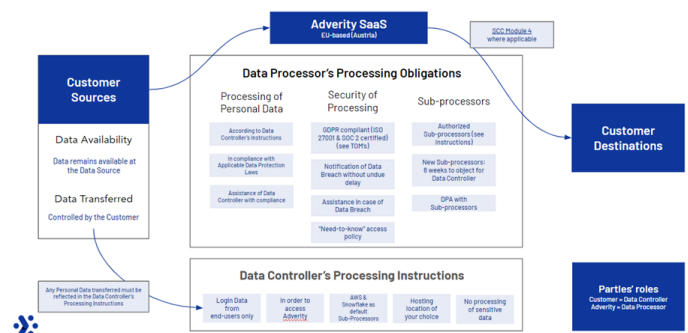 Adverity SaaS
EU-based (Austria)
SCC Module 4
where applicable
Customer
Sources
Data Availability
Data remains available at
the Data Source
Data Transferred
Controlled by the Customer
Data Processor's Processing Obligations
Processing of
Personal Data
According to Data
Controller's Instructions
In compliance with
Applicable Data Protection
Laws
Assistance of Data
Controller with compliance
Security of
Processing
GDPR compliant (ISO
27001 & SOC 2 certified)
(see TOM's)
Notification of Data
Breach without undue
delay
Assistance in case of
Data Breach
"Need-to-know" access
policy
Sub-processors
Authorized
Sub-processors (see
Instructions)
New Sub-processors:
6 weeks to object for
Data Controller
DPA with
Sub-processors
Customer
Destinations
Any Personal Data transferred must be
reflected in the Data Controller's
Processing Instructions
Data Controller's Processing Instructions
Login Data
from
end-users only
In order to
access
Adverity
AWS &
Snowflake as
default
Sub-Processors
Hosting
location of
your choice
No processing
of sensitive
data
Parties' roles
Customer = Data Controller
Adverity = Data Processor